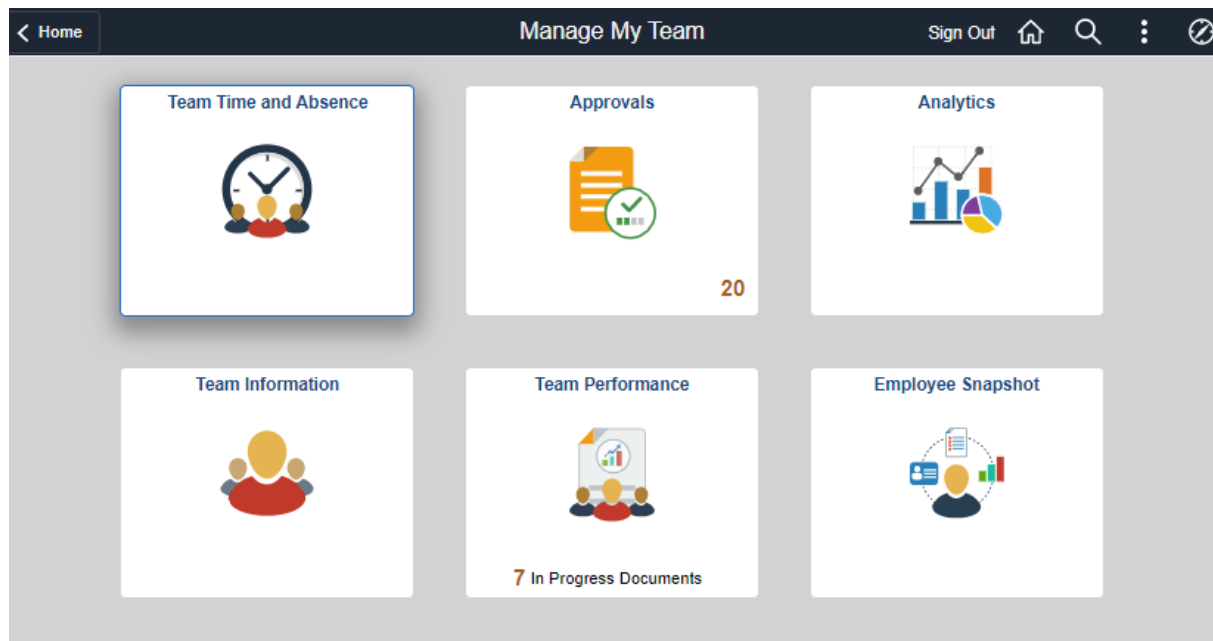 Home
Manage My Team
Sign Out
Team Time and Absence
Approvals
20
Analytics
Team Information
Team Performance
7 In Progress Documents
Employee Snapshot